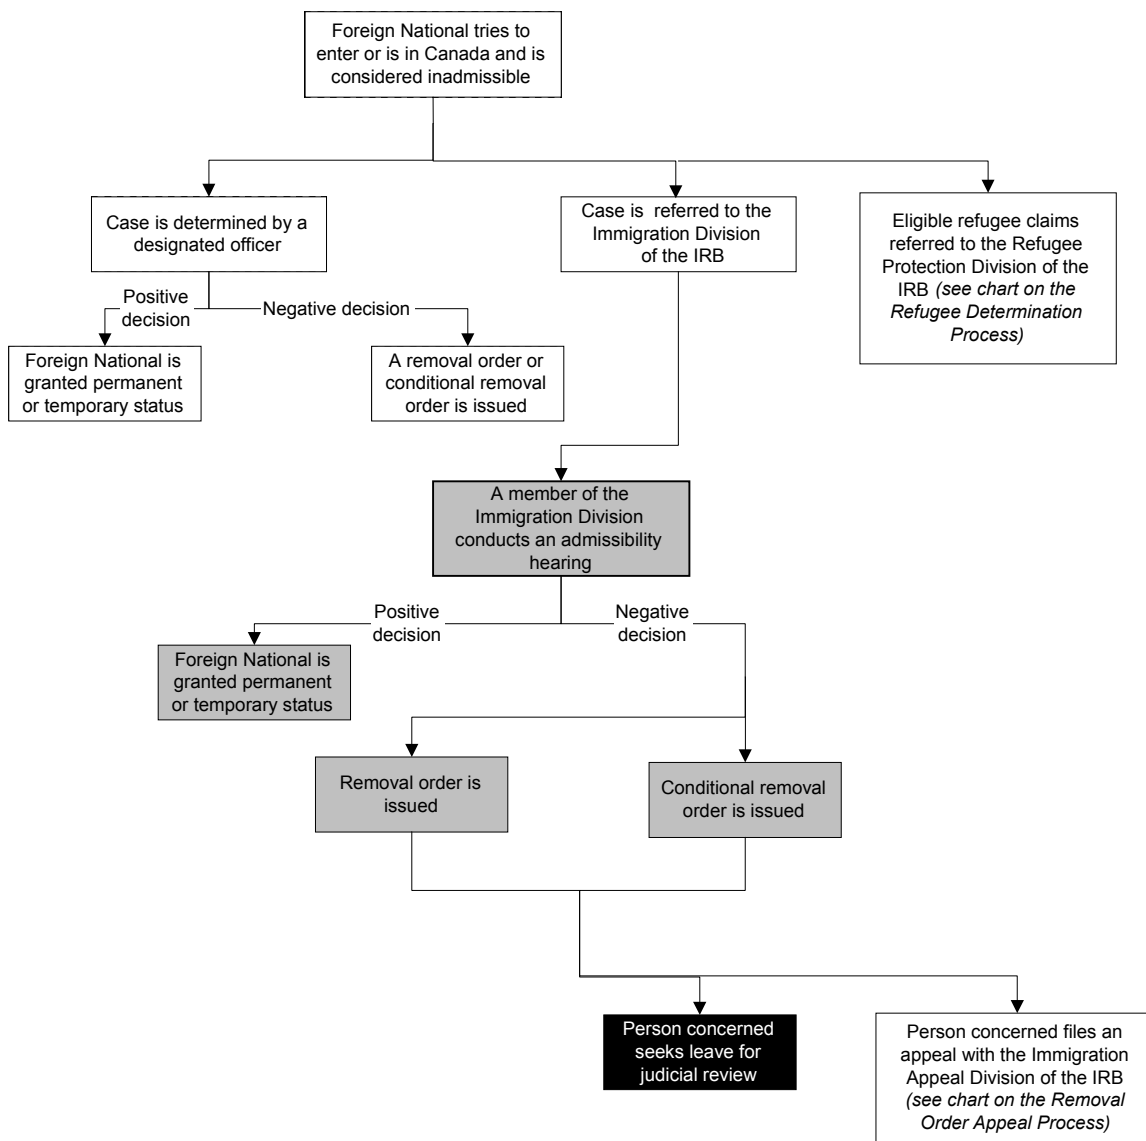 Foreign National tries to
enter or is in Canada and is
considered inadmissible
Case is determined by a
designated officer
Case is  referred to the
Immigration Division
of the IRB
Eligible refugee claims
referred to the Refugee
Protection Division of the
IRB (see chart on the
Refugee Determination
Process)
Positive
decision
Negative decision
Foreign National is
granted permanent
or temporary status
A removal order or
conditional removal
order is issued
A member of the
Immigration Division
conducts an admissibility
hearing
Positive
decision
Negative
decision
Foreign National is
granted permanent
or temporary status
Removal order is
issued
Conditional removal
order is issued
Person concerned
seeks leave for
judicial review
Person concerned files an
appeal with the Immigration
Appeal Division of the IRB
(see chart on the Removal
Order Appeal Process)